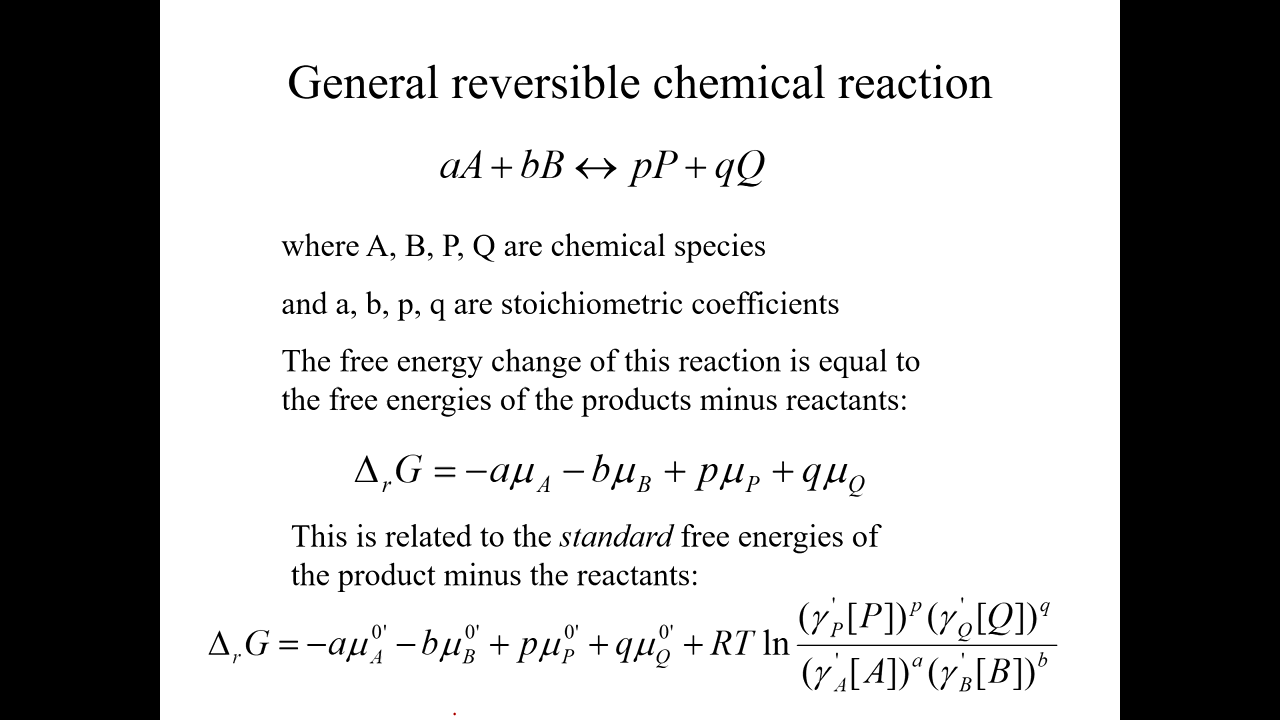 General reversible chemical reaction
aA + bB ↔ pP + qQ
where A, B, P, Q are chemical species
and a, b, p, q are stoichiometric coefficients
The free energy change of this reaction is equal to
the free energies of the products minus reactants:
Δ_rG = −aμ_A − bμ_B + pμ_P + qμ_Q
This is related to the standard free energies of
the product minus the reactants:
Δ_rG = −aμ_A^0' − bμ_B^0' + pμ_P^0' + qμ_Q^0' + RT ln (γ'_P[P])^p (γ'_Q[Q])^q / (γ'_A[A])^a (γ'_B[B])^b